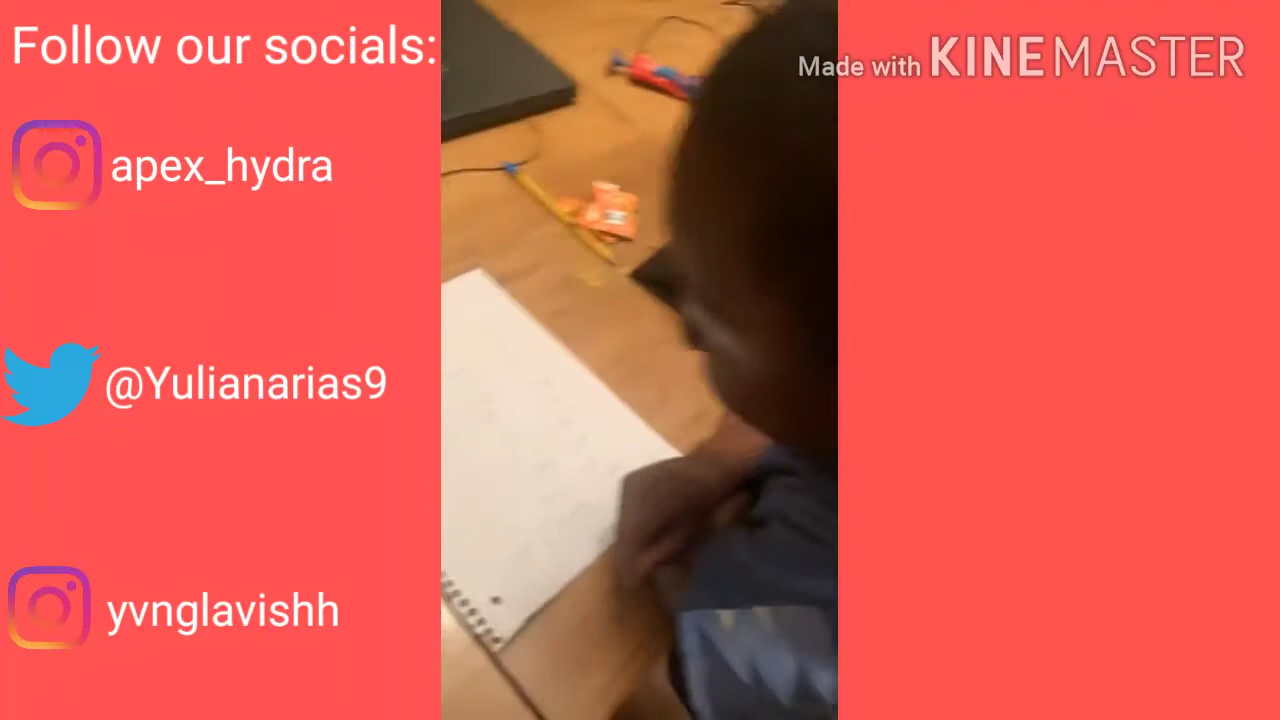 Follow our socials:
Made with KINEMASTER
apex_hydra
@Yulianarias9
yvnglavishh